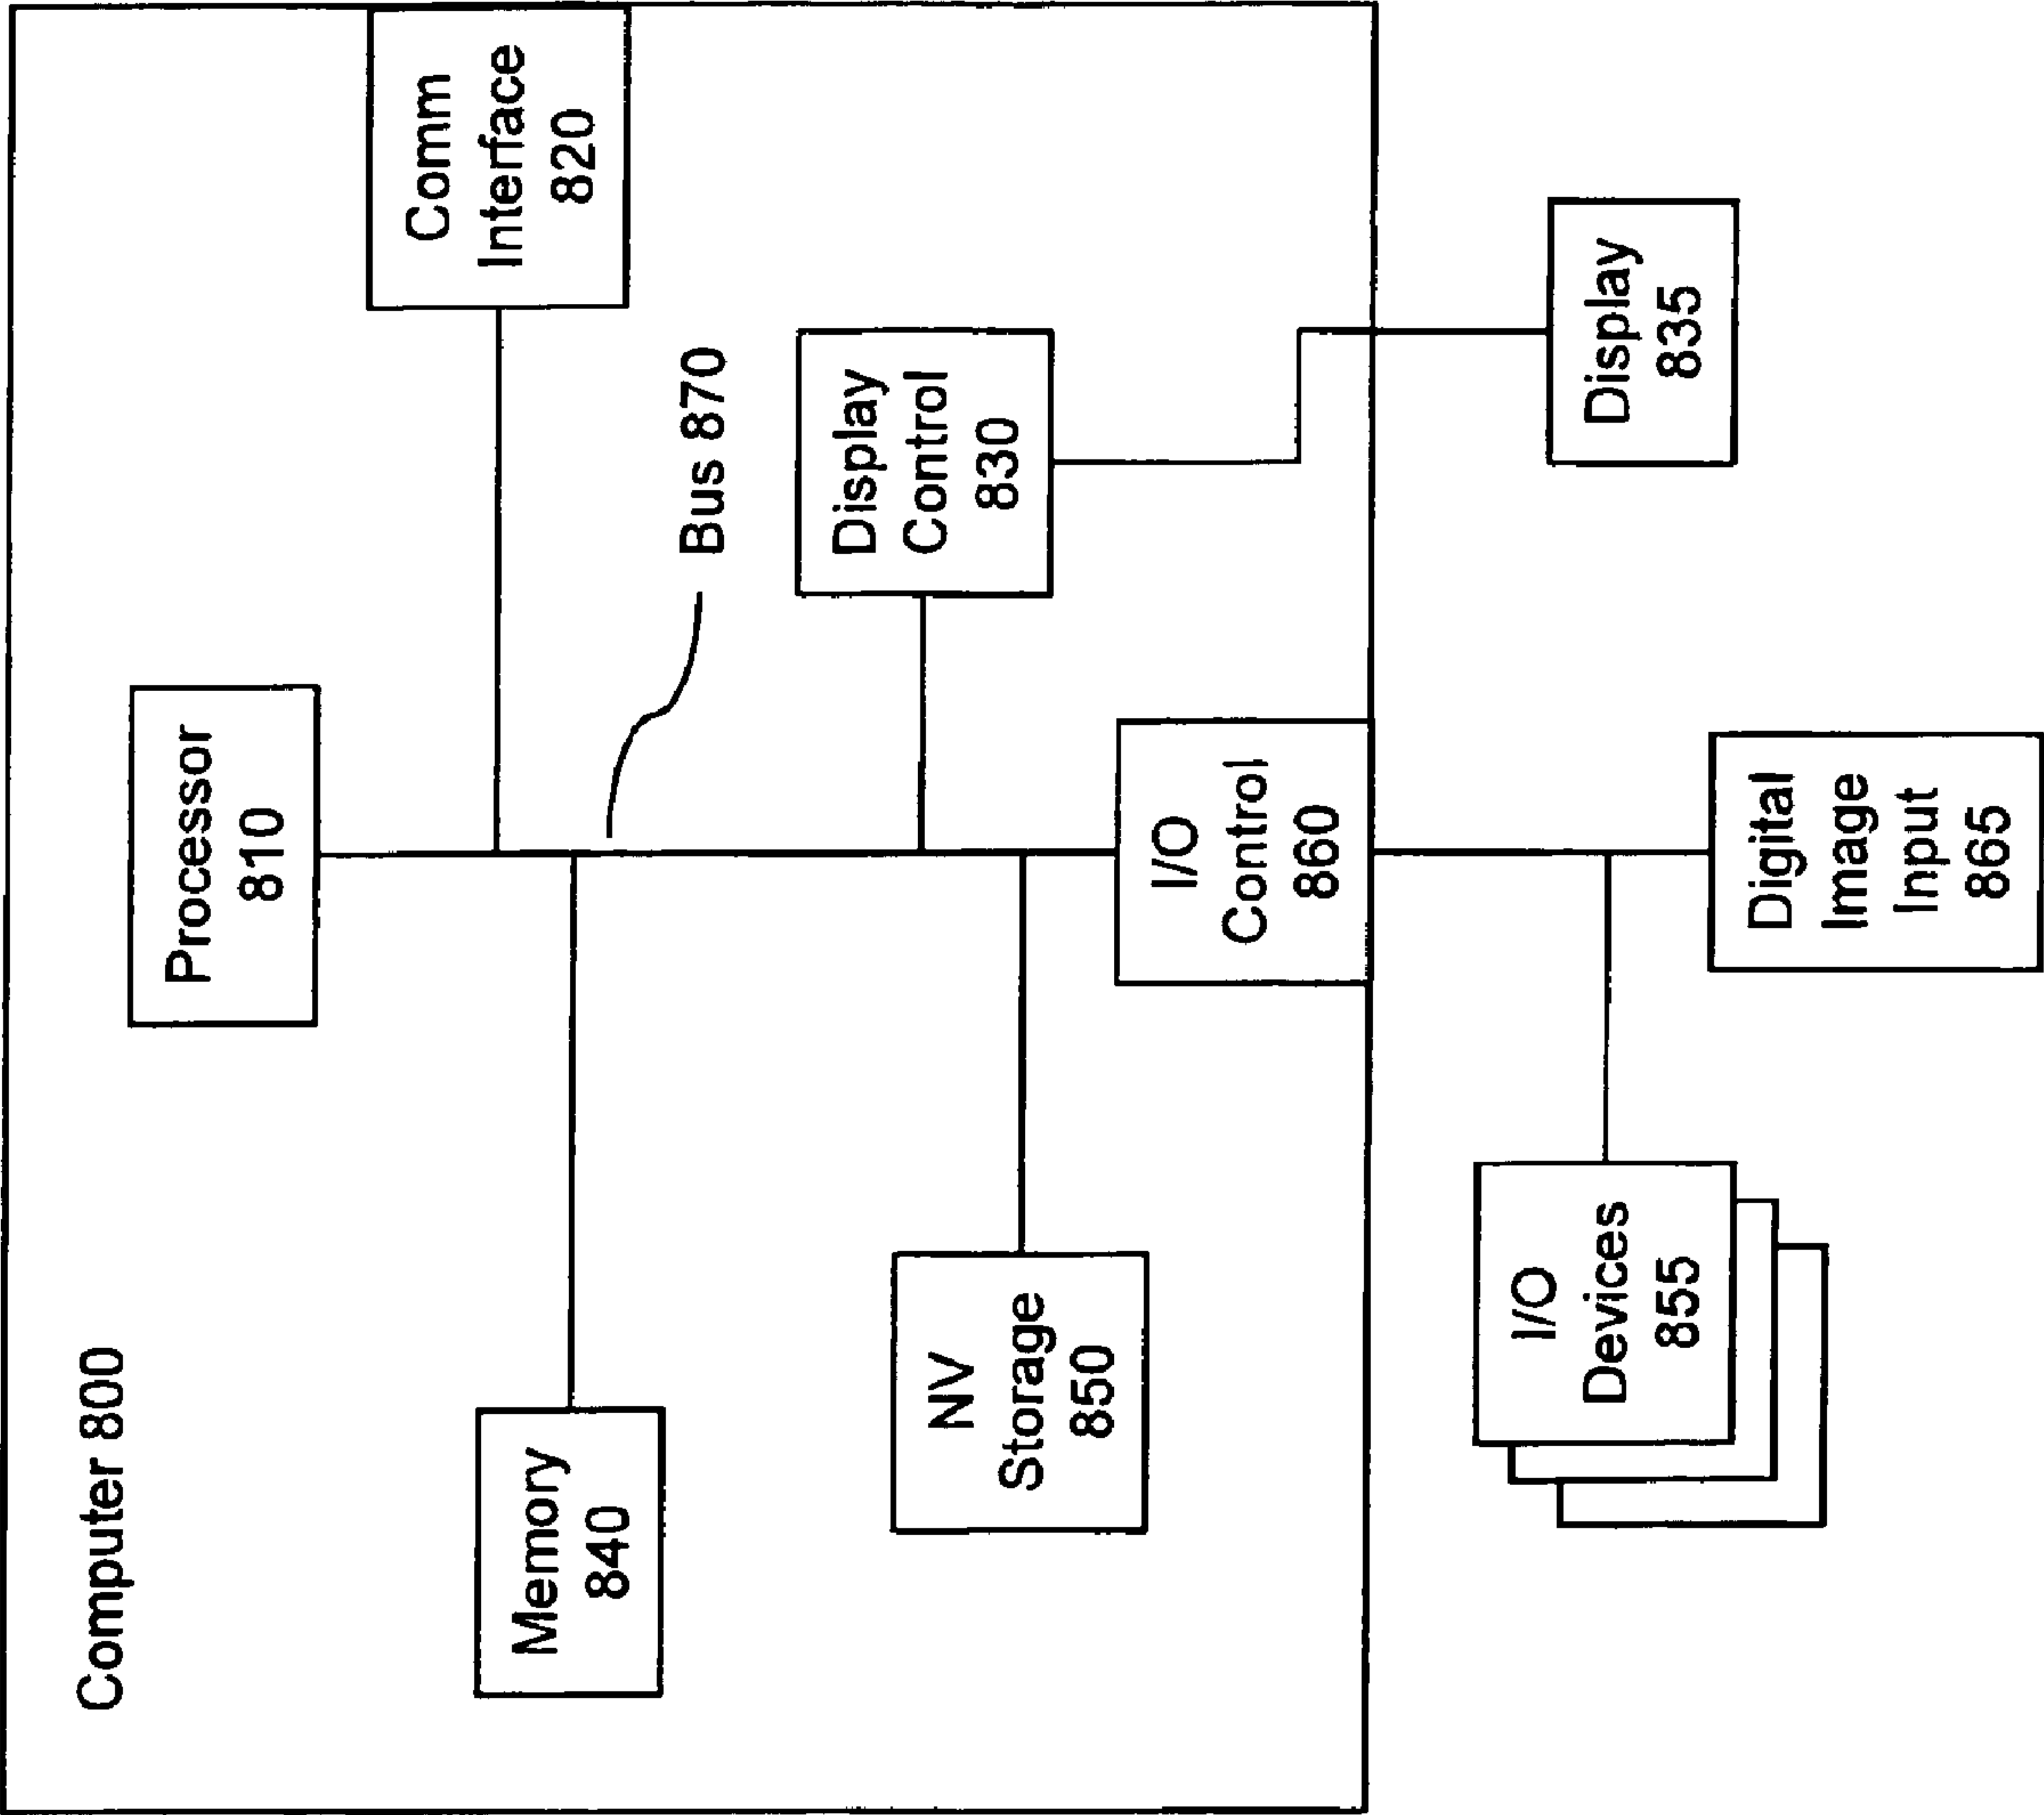 Computer 800
Processor
810
Comm
Interface
820
Memory
840
Bus 870
Display
Control
830
NV
Storage
850
I/O
Control
860
I/O
Devices
855
Display
835
Digital
Image
Input
865